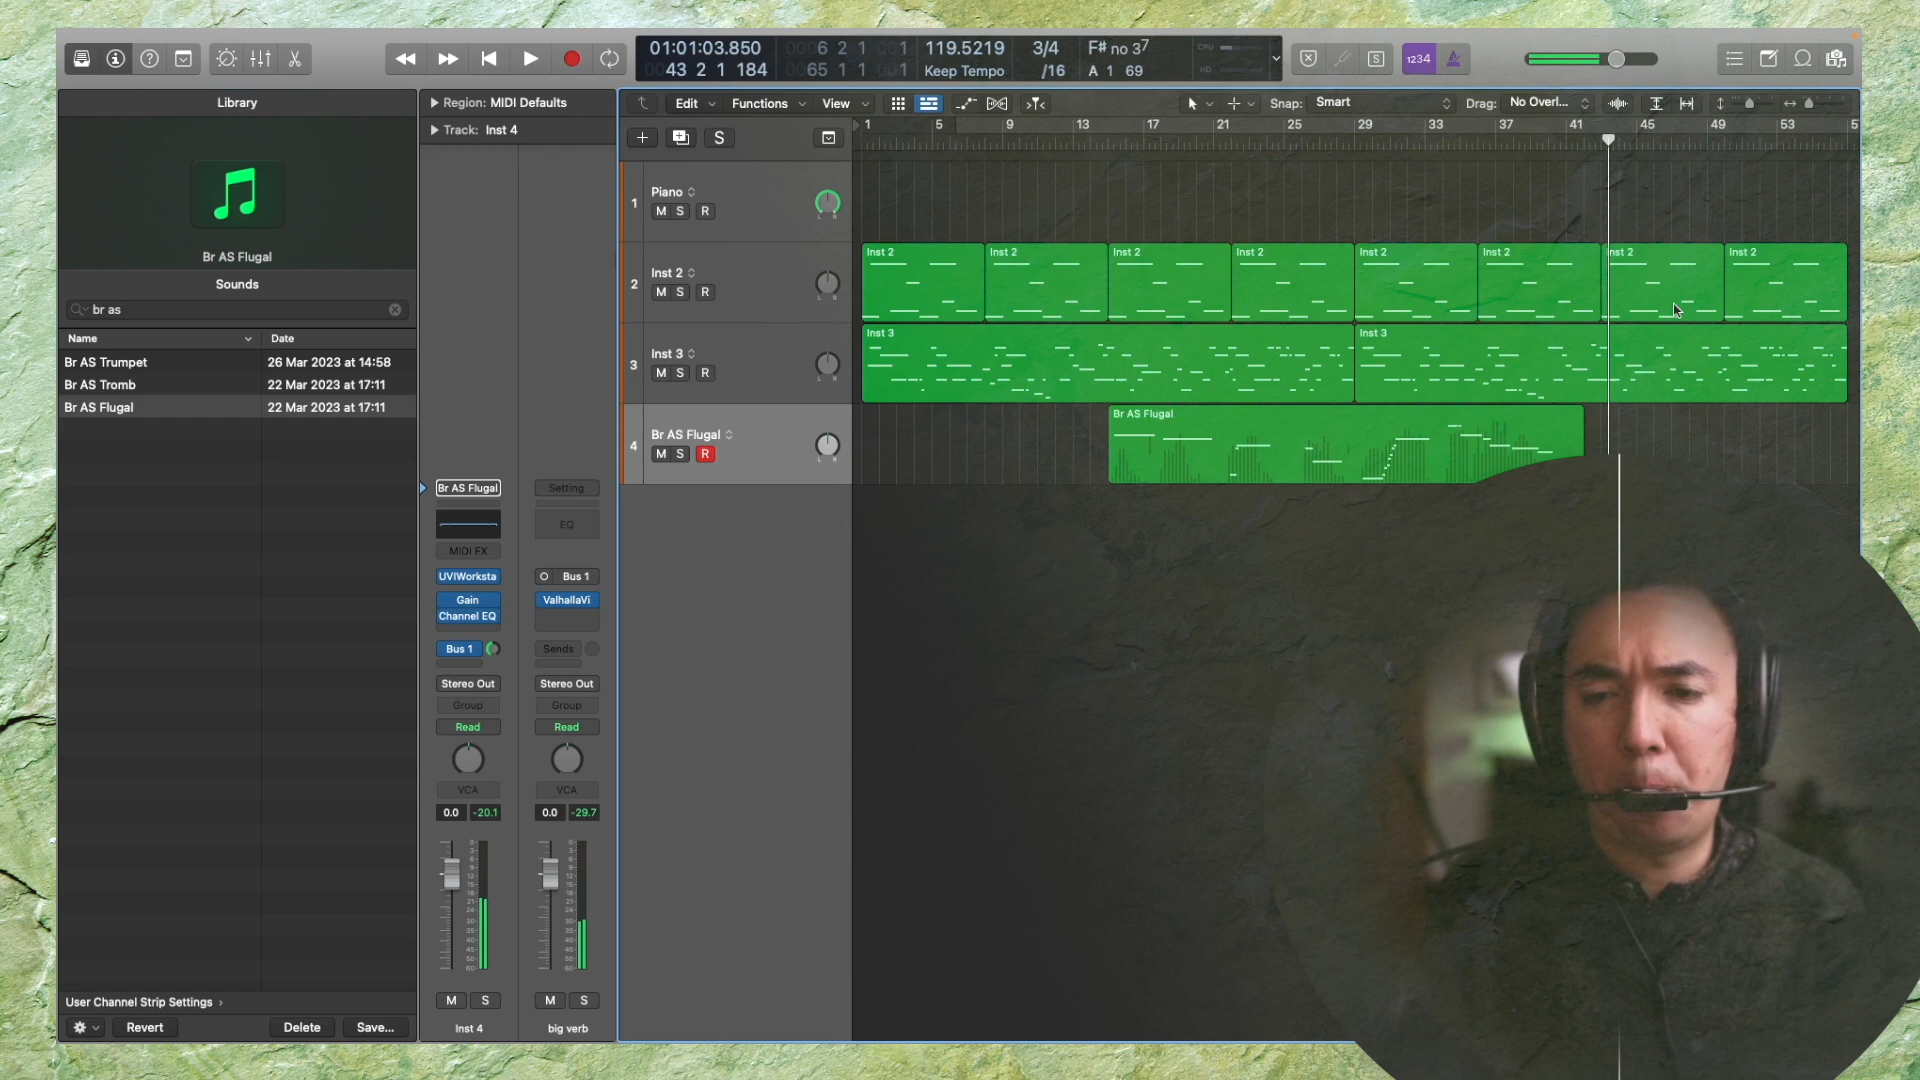 01:01:03.850
43 2 1 184
6 2 1
65 1 1
119.5219
Keep Tempo
3/4
/16
F# no 3⁷
A 1 69
CPU
HD
1234
Library
Br AS Flugal
Sounds
br as
Name
Date
Br AS Trumpet
26 Mar 2023 at 14:58
Br AS Tromb
22 Mar 2023 at 17:11
Br AS Flugal
22 Mar 2023 at 17:11
User Channel Strip Settings
Revert
Delete
Save...
Region: MIDI Defaults
Track: Inst 4
Br AS Flugal
Setting
EQ
MIDI FX
UVIWorksta
Bus 1
Gain
ValhallaVi
Channel EQ
Bus 1
Sends
Stereo Out
Stereo Out
Group
Group
Read
Read
VCA
VCA
0.0
-20.1
0.0
-29.7
M S
M S
Inst 4
big verb
Edit
Functions
View
Snap: Smart
Drag: No Overl...
S
1 5 9 13 17 21 25 29 33 37 41 45 49 53 5
1
Piano
M S R
2
Inst 2
M S R
3
Inst 3
M S R
4
Br AS Flugal
M S R
Inst 2
Inst 2
Inst 2
Inst 2
Inst 2
Inst 2
Inst 2
Inst 2
Inst 3
Inst 3
Br AS Flugal